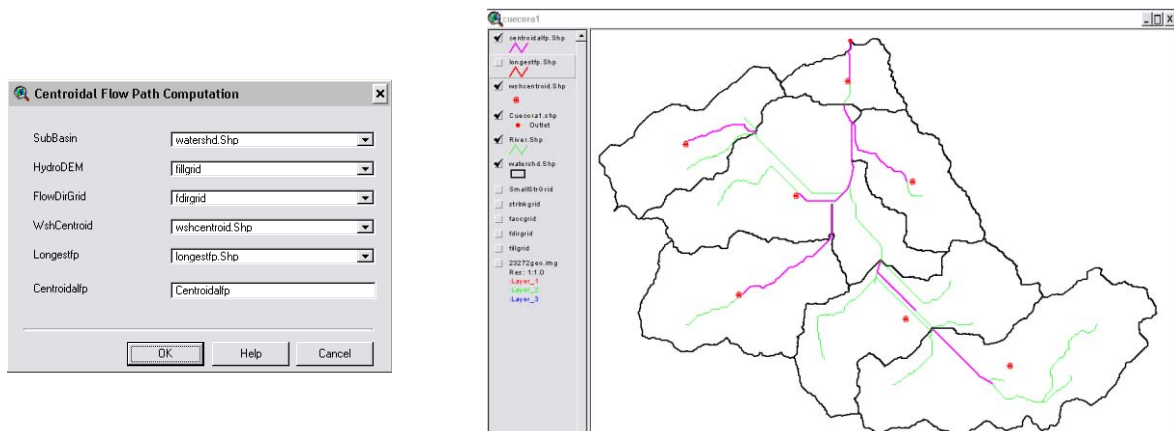 Centroidal Flow Path Computation
SubBasin watershd.Shp
HydroDEM fillgrid
FlowDirGrid fdirgrid
WshCentroid wshcentroid.Shp
Longestfp longestfp.Shp
Centroidalfp Centroidalfp
OK Help Cancel
cuecora1
centroidalfp.Shp
longestfp.Shp
wshcentroid.Shp
Cuecora1.shp
Outlet
River.Shp
watershd.Shp
SmallStrGrid
strlnkgrid
faccgrid
fdirgrid
fillgrid
23272geo.img
Res: 1:1.0
:Layer_1
:Layer_2
:Layer_3